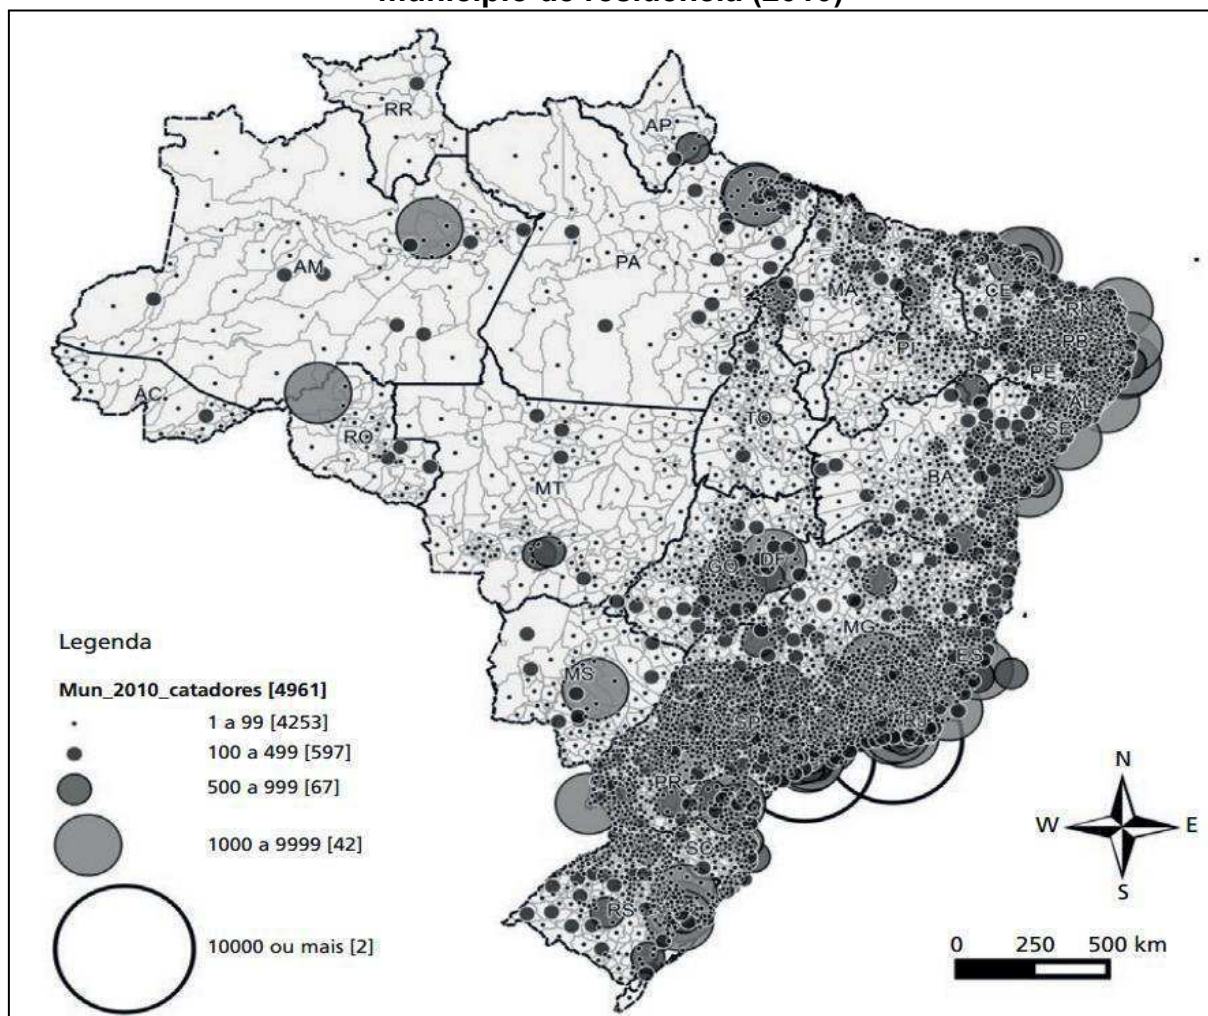 município de residência (2010)
RR
AP
AM
PA
MA
CE
RN
PB
PI
PE
AC
AL
TO
SE
RO
BA
MT
GO
DF
MG
ES
MS
SP
RJ
PR
SC
RS
Legenda
Mun_2010_catadores [4961]
1 a 99 [4253]
100 a 499 [597]
500 a 999 [67]
1000 a 9999 [42]
10000 ou mais [2]
N
W
E
S
0 250 500 km